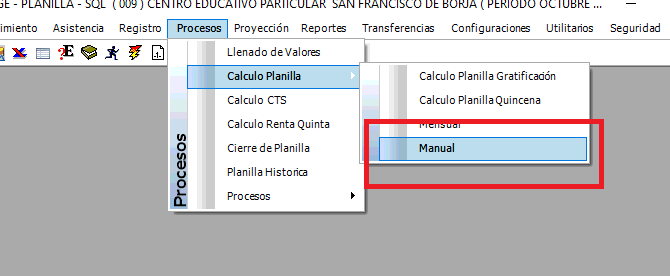 GE - PLANILLA - SQL ( 009 ) CENTRO EDUCATIVO PARTICULAR SAN FRANCISCO DE BORJA ( PERIODO OCTUBRE ...
imiento Asistencia Registro Procesos Proyección Reportes Transferencias Configuraciones Utilitarios Seguridad
Llenado de Valores
Calculo Planilla
Calculo CTS
Calculo Renta Quinta
Cierre de Planilla
Planilla Historica
Procesos
Procesos
Calculo Planilla Gratificación
Calculo Planilla Quincena
Mensual
Manual